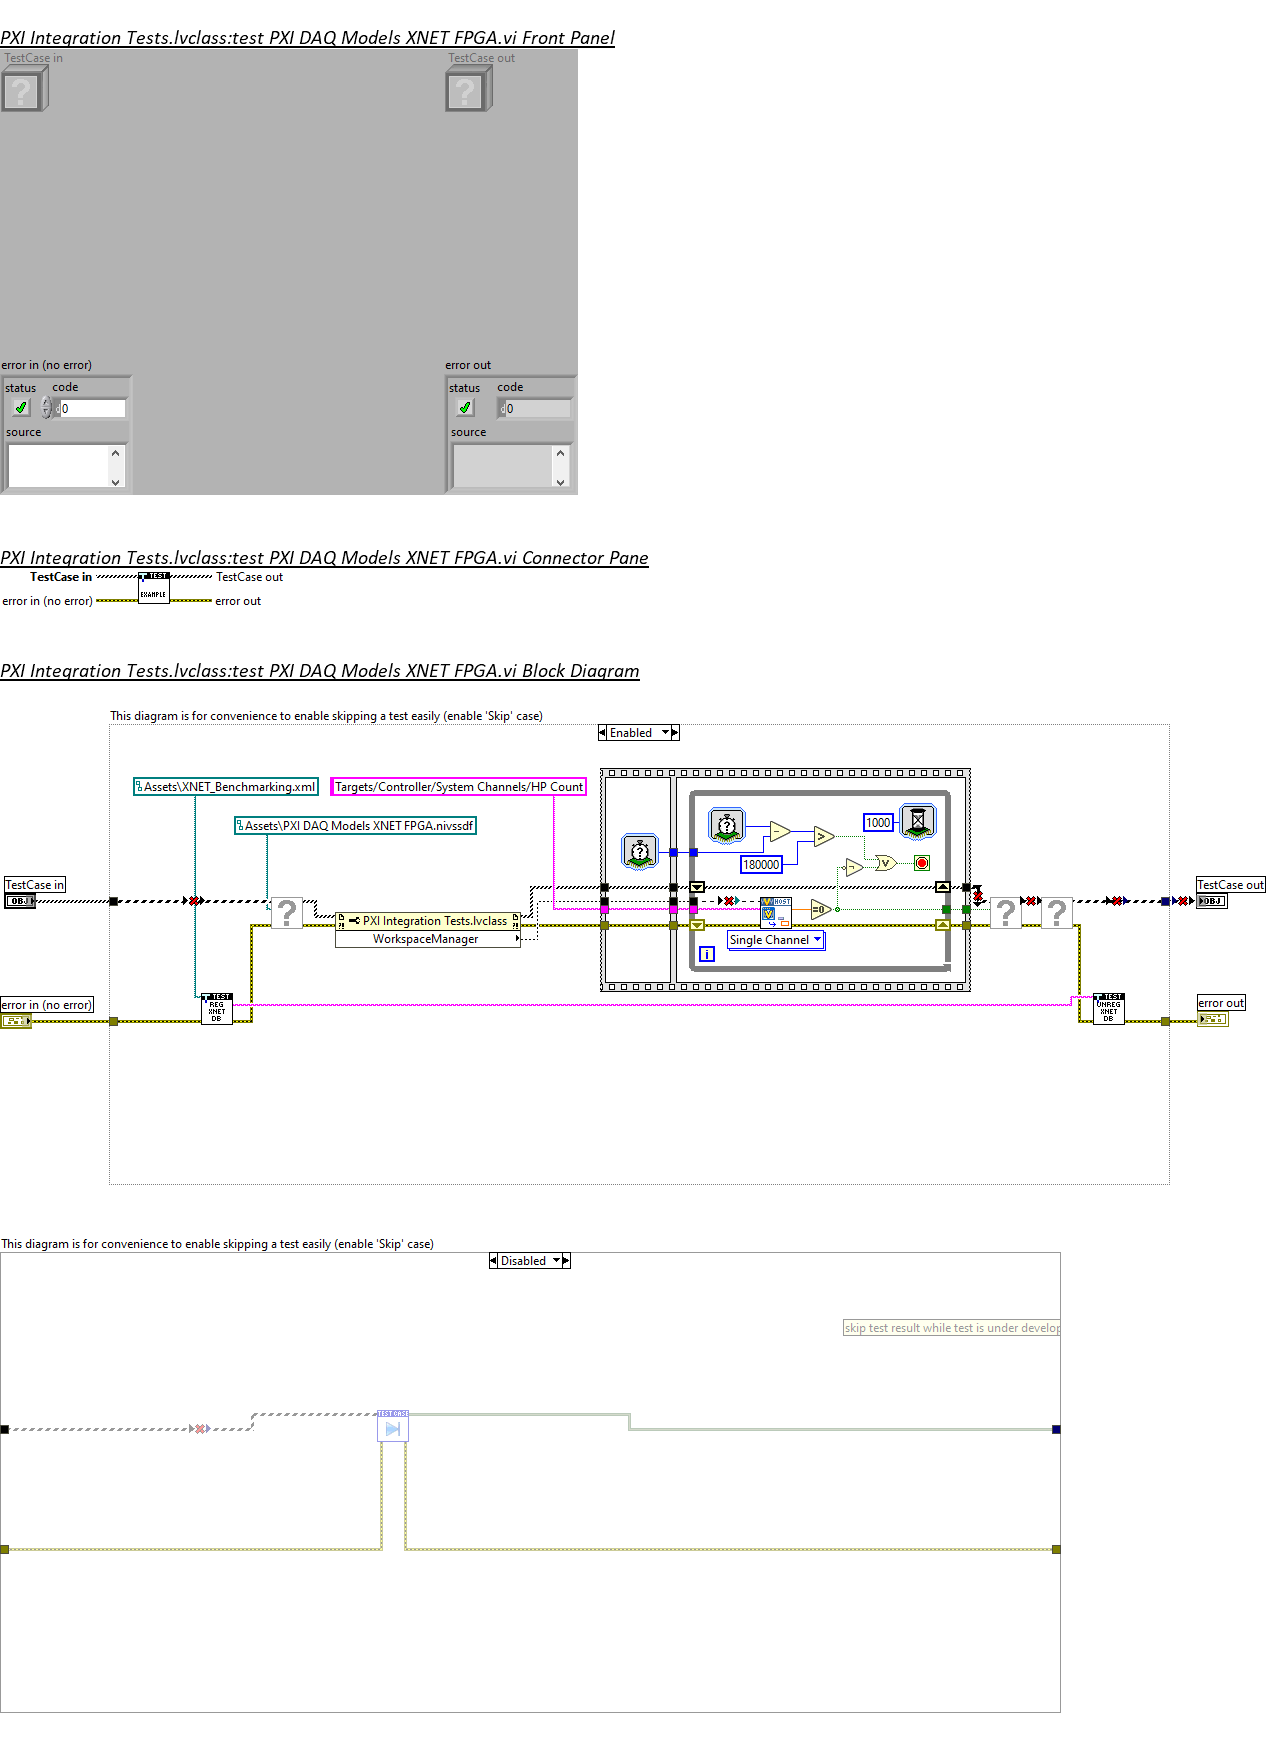 PXI Integration Tests.lvclass:test PXI DAQ Models XNET FPGA.vi Front Panel
TestCase in
TestCase out
?
?
error in (no error)
error out
status
code
status
code
d0
d0
source
source
PXI Integration Tests.lvclass:test PXI DAQ Models XNET FPGA.vi Connector Pane
TestCase in
TEST
TestCase out
EXAMPLE
error in (no error)
error out
PXI Integration Tests.lvclass:test PXI DAQ Models XNET FPGA.vi Block Diagram
This diagram is for convenience to enable skipping a test easily (enable 'Skip' case)
Enabled
Assets\XNET_Benchmarking.xml
Targets/Controller/System Channels/HP Count
Assets\PXI DAQ Models XNET FPGA.nivssdf
?
?
-
>
1000
180000
V
TestCase in
OBJ
?
PXI Integration Tests.lvclass
WorkspaceManager
V HOST
V
=0
Single Channel
i
?
?
TestCase out
OBJ
error in (no error)
TEST
REG
XNET
DB
TEST
UNREG
XNET
DB
error out
This diagram is for convenience to enable skipping a test easily (enable 'Skip' case)
Disabled
skip test result while test is under develop
TEST CASE